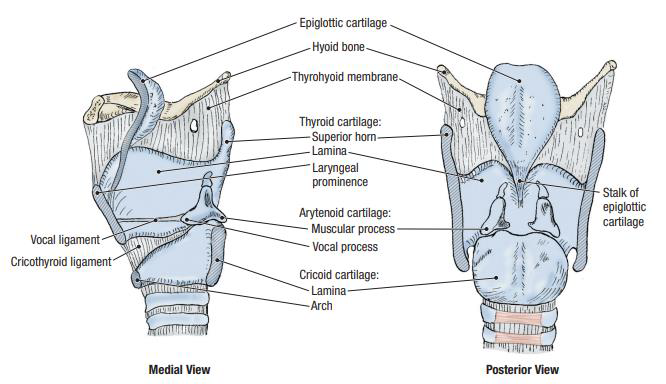 Epiglottic cartilage
Hyoid bone
Thyrohyoid membrane
Thyroid cartilage:
Superior horn
Lamina
Laryngeal
prominence
Stalk of
epiglottic
cartilage
Arytenoid cartilage:
Muscular process
Vocal process
Vocal ligament
Cricothyroid ligament
Cricoid cartilage:
Lamina
Arch
Medial View
Posterior View